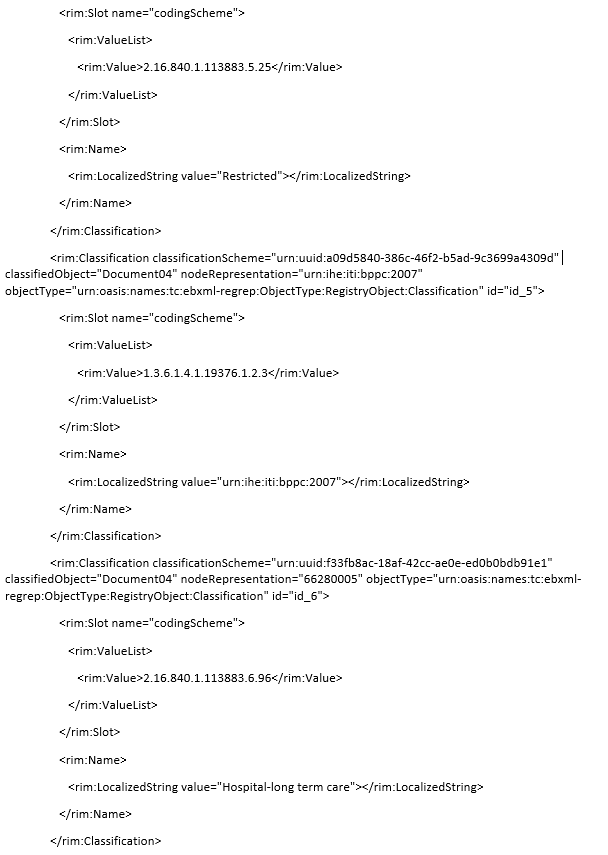 <rim:Slot name="codingScheme">
<rim:ValueList>
<rim:Value>2.16.840.1.113883.5.25</rim:Value>
</rim:ValueList>
</rim:Slot>
<rim:Name>
<rim:LocalizedString value="Restricted"></rim:LocalizedString>
</rim:Name>
</rim:Classification>
<rim:Classification classificationScheme="urn:uuid:a09d5840-386c-46f2-b5ad-9c3699a4309d"
classifiedObject="Document04" nodeRepresentation="urn:ihe:iti:bppc:2007"
objectType="urn:oasis:names:tc:ebxml-regrep:ObjectType:RegistryObject:Classification" id="id_5">
<rim:Slot name="codingScheme">
<rim:ValueList>
<rim:Value>1.3.6.1.4.1.19376.1.2.3</rim:Value>
</rim:ValueList>
</rim:Slot>
<rim:Name>
<rim:LocalizedString value="urn:ihe:iti:bppc:2007"></rim:LocalizedString>
</rim:Name>
</rim:Classification>
<rim:Classification classificationScheme="urn:uuid:f33fb8ac-18af-42cc-ae0e-ed0b0bdb91e1"
classifiedObject="Document04" nodeRepresentation="66280005" objectType="urn:oasis:names:tc:ebxml-
regrep:ObjectType:RegistryObject:Classification" id="id_6">
<rim:Slot name="codingScheme">
<rim:ValueList>
<rim:Value>2.16.840.1.113883.6.96</rim:Value>
</rim:ValueList>
</rim:Slot>
<rim:Name>
<rim:LocalizedString value="Hospital-long term care"></rim:LocalizedString>
</rim:Name>
</rim:Classification>